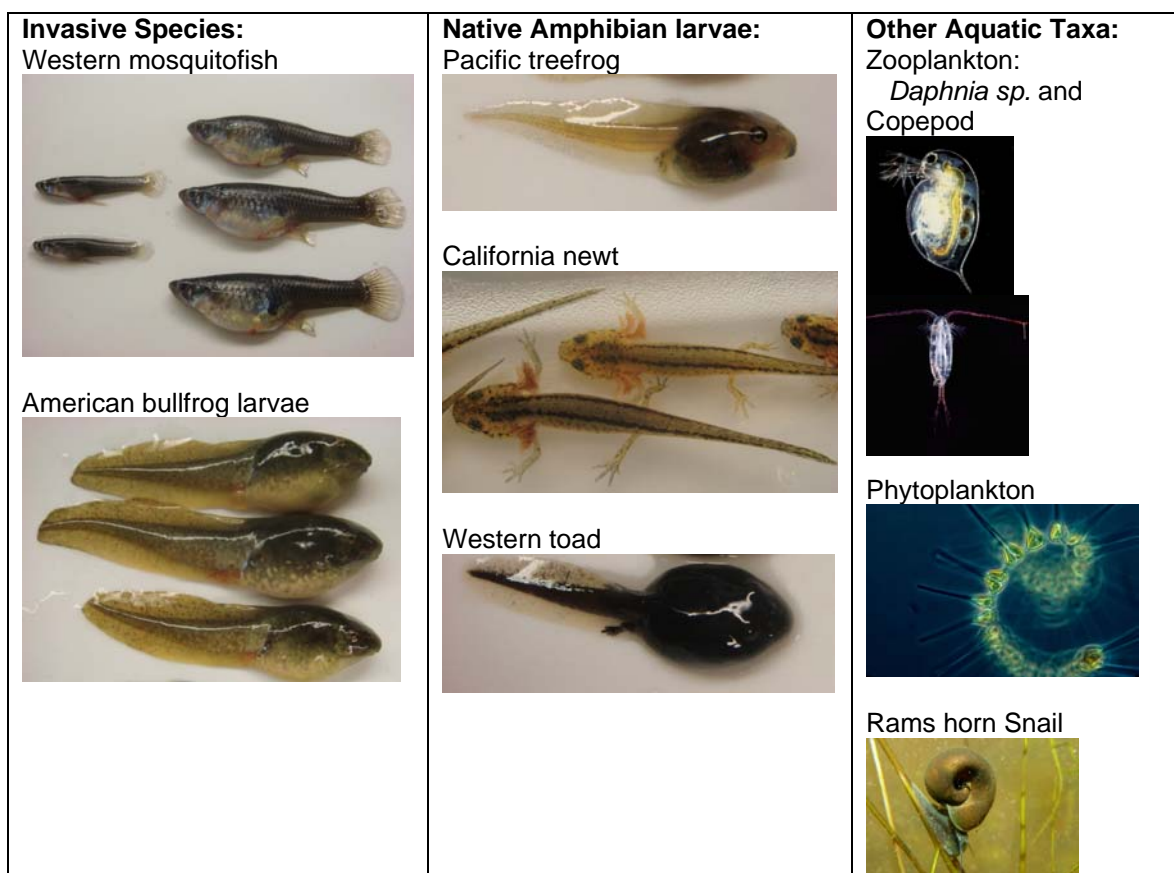 Invasive Species:
Western mosquitofish
American bullfrog larvae
Native Amphibian larvae:
Pacific treefrog
California newt
Western toad
Other Aquatic Taxa:
Zooplankton:
Daphnia sp. and
Copepod
Phytoplankton
Rams horn Snail